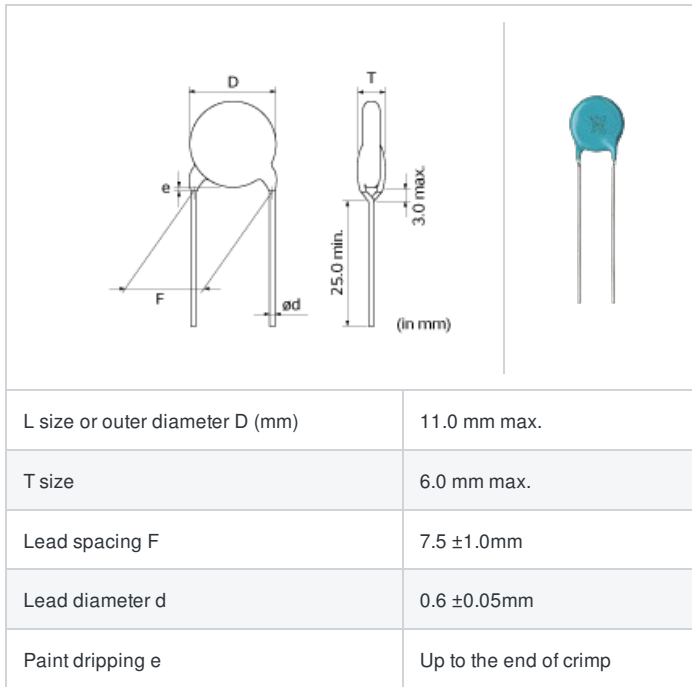 D
T
e
3.0 max.
25.0 min.
F
ød
(in mm)
L size or outer diameter D (mm)
11.0 mm max.
T size
6.0 mm max.
Lead spacing F
7.5 ±1.0mm
Lead diameter d
0.6 ±0.05mm
Paint dripping e
Up to the end of crimp